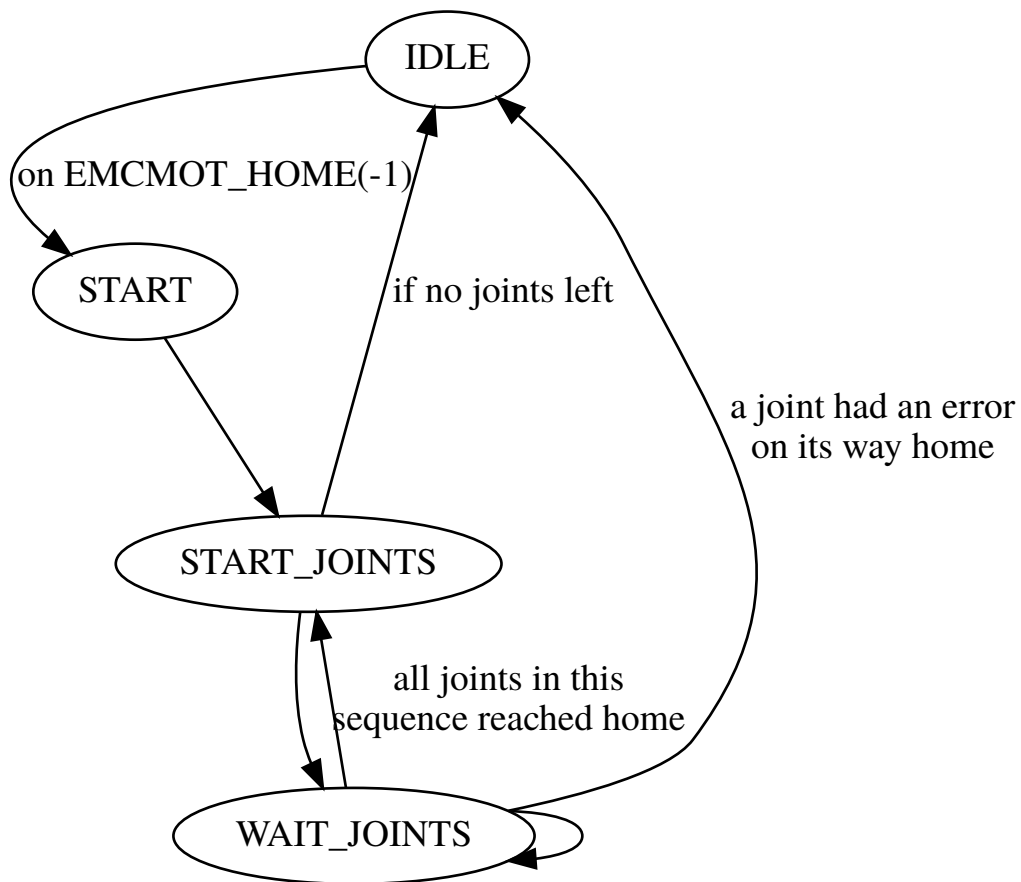 IDLE
on EMCMOT_HOME(-1)
START
if no joints left
a joint had an error
on its way home
START_JOINTS
all joints in this
sequence reached home
WAIT_JOINTS